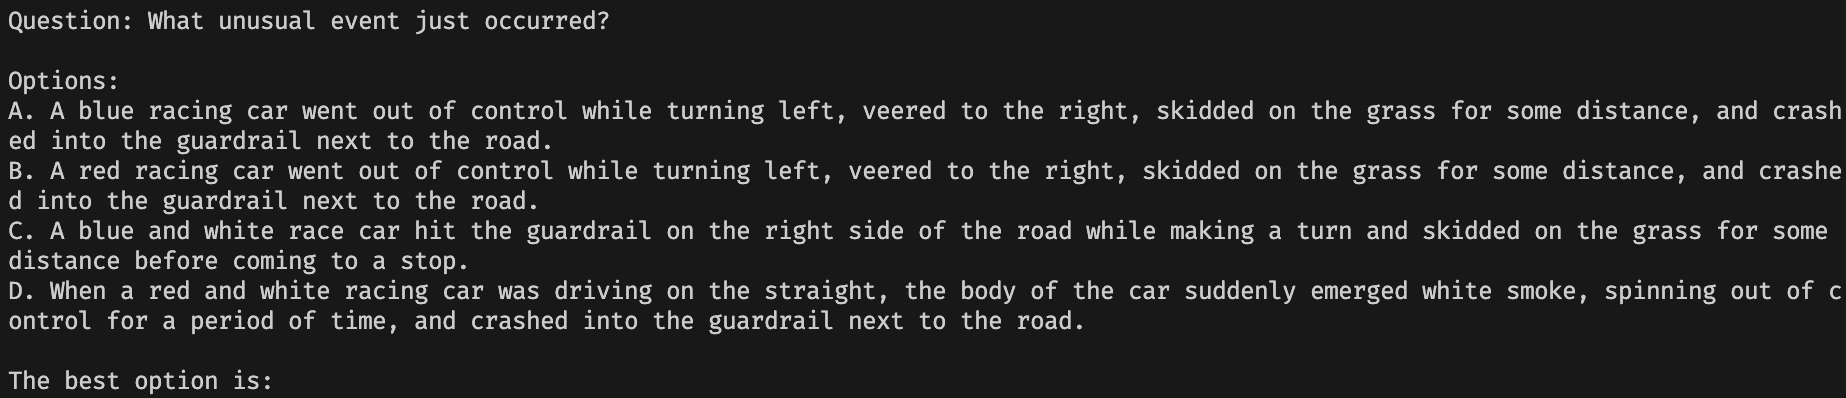 Question: What unusual event just occurred?
Options:
A. A blue racing car went out of control while turning left, veered to the right, skidded on the grass for some distance, and crash
ed into the guardrail next to the road.
B. A red racing car went out of control while turning left, veered to the right, skidded on the grass for some distance, and crashe
d into the guardrail next to the road.
C. A blue and white race car hit the guardrail on the right side of the road while making a turn and skidded on the grass for some
distance before coming to a stop.
D. When a red and white racing car was driving on the straight, the body of the car suddenly emerged white smoke, spinning out of c
ontrol for a period of time, and crashed into the guardrail next to the road.
The best option is: